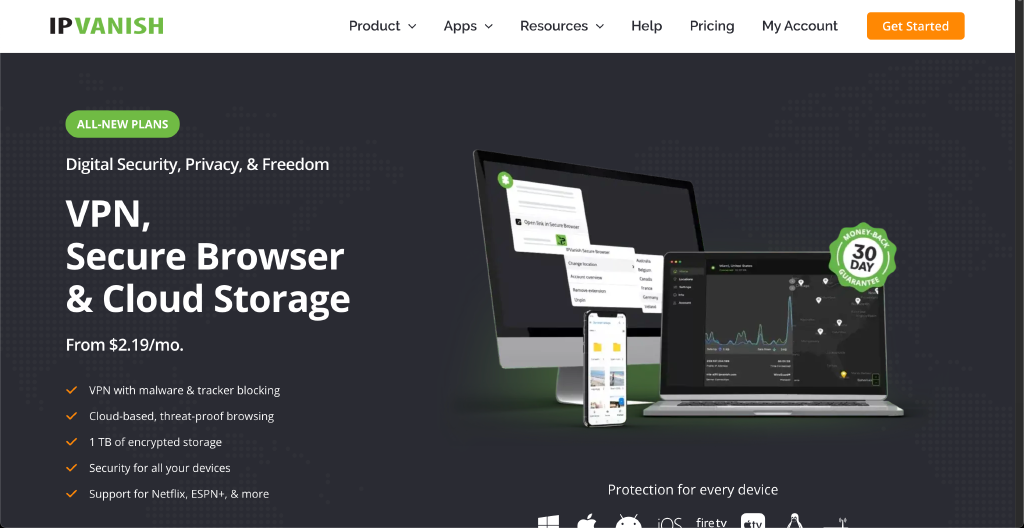 IPVANISH
Product
Apps
Resources
Help
Pricing
My Account
Get Started
ALL-NEW PLANS
Digital Security, Privacy, & Freedom
VPN,
Secure Browser
& Cloud Storage
From $2.19/mo.
VPN with malware & tracker blocking
Cloud-based, threat-proof browsing
1 TB of encrypted storage
Security for all your devices
Support for Netflix, ESPN+, & more
Open link in Secure Browser
IPVanish Secure Browser
Change location
Account overview
Remove extension
Australia
Belgium
Canada
France
Germany
Iceland
MONEY-BACK
30
DAY
GUARANTEE
Protection for every device
iOS
fire tv
tv